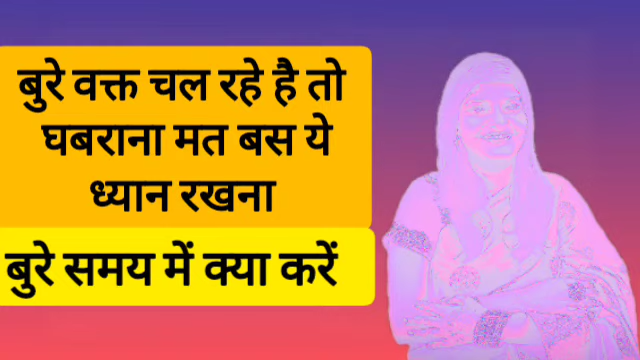 बुरे वक्त चल रहे है तो
घबराना मत बस ये
ध्यान रखना
बुरे समय में क्या करें